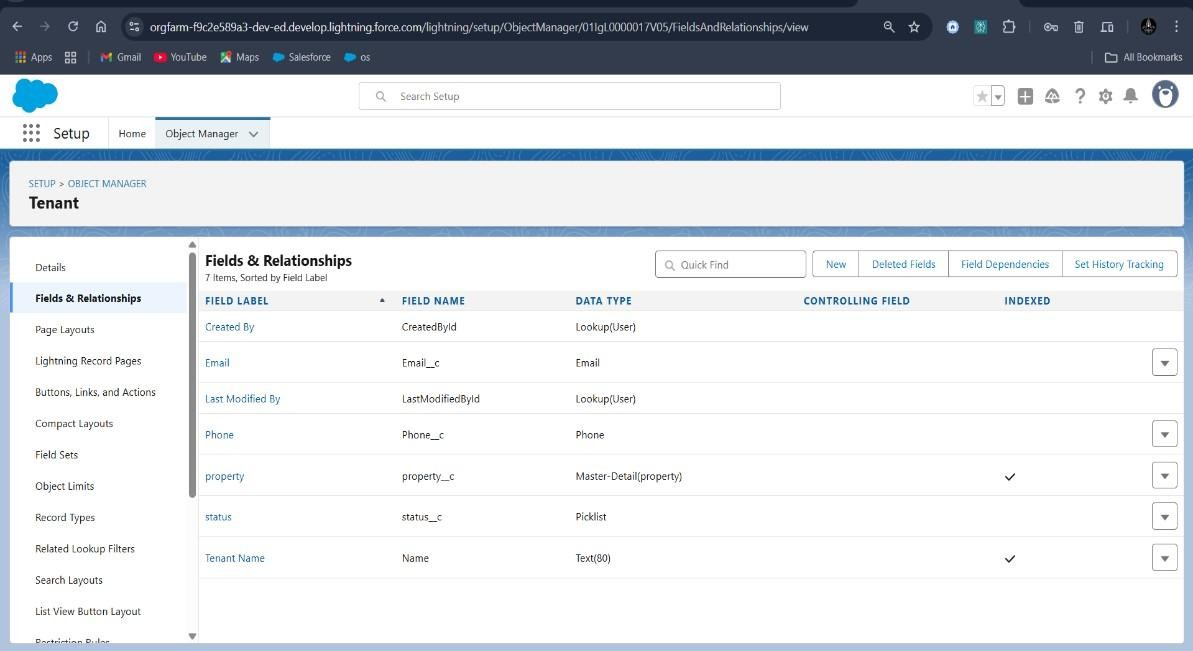 orgfarm-f9c2e589a3-dev-ed.develop.lightning.force.com/lightning/setup/ObjectManager/01IgL0000017V05/FieldsAndRelationships/view
Apps Gmail YouTube Maps Salesforce os All Bookmarks
Search Setup
Setup Home Object Manager
SETUP > OBJECT MANAGER
Tenant
Details
Fields & Relationships
Page Layouts
Lightning Record Pages
Buttons, Links, and Actions
Compact Layouts
Field Sets
Object Limits
Record Types
Related Lookup Filters
Search Layouts
List View Button Layout
Restriction Rules
Fields & Relationships
7 Items, Sorted by Field Label
Quick Find New Deleted Fields Field Dependencies Set History Tracking
FIELD LABEL FIELD NAME DATA TYPE CONTROLLING FIELD INDEXED
Created By CreatedById Lookup(User)
Email Email__c Email
Last Modified By LastModifiedById Lookup(User)
Phone Phone__c Phone
property property__c Master-Detail(property)
status status__c Picklist
Tenant Name Name Text(80)